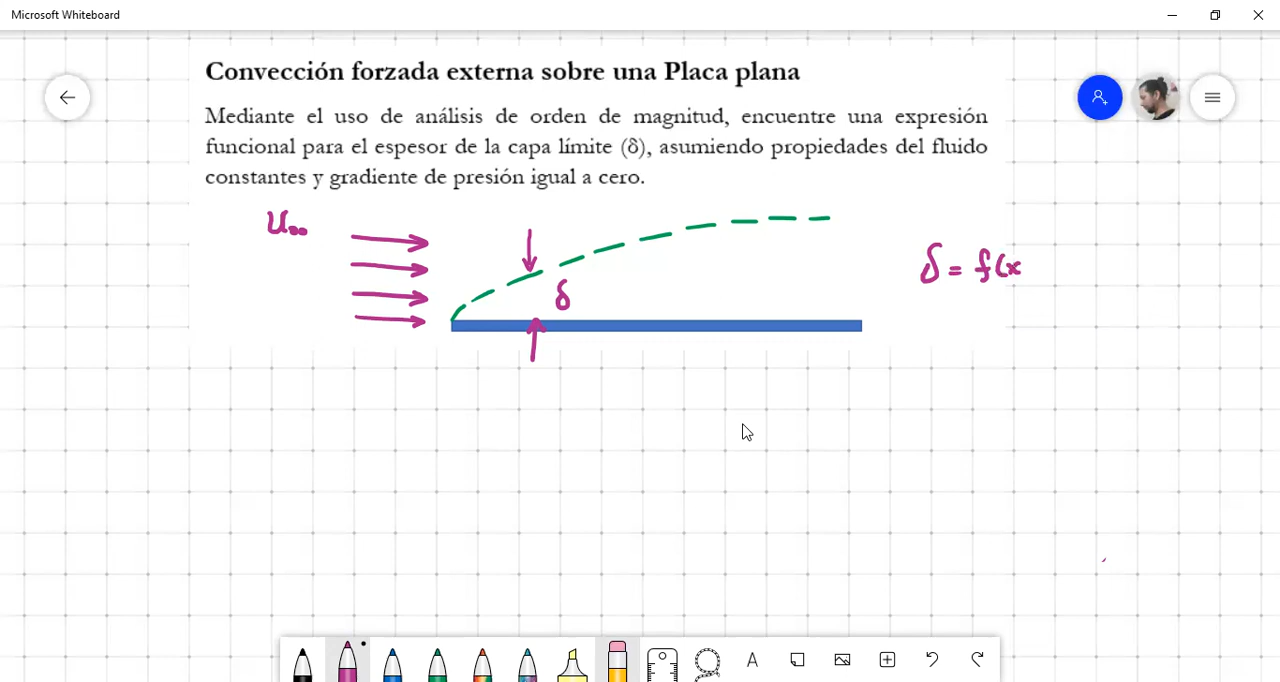 Microsoft Whiteboard
Convección forzada externa sobre una Placa plana
Mediante el uso de análisis de orden de magnitud, encuentre una expresión
funcional para el espesor de la capa límite (δ), asumiendo propiedades del fluido
constantes y gradiente de presión igual a cero.
U∞
δ
δ = f(x
A